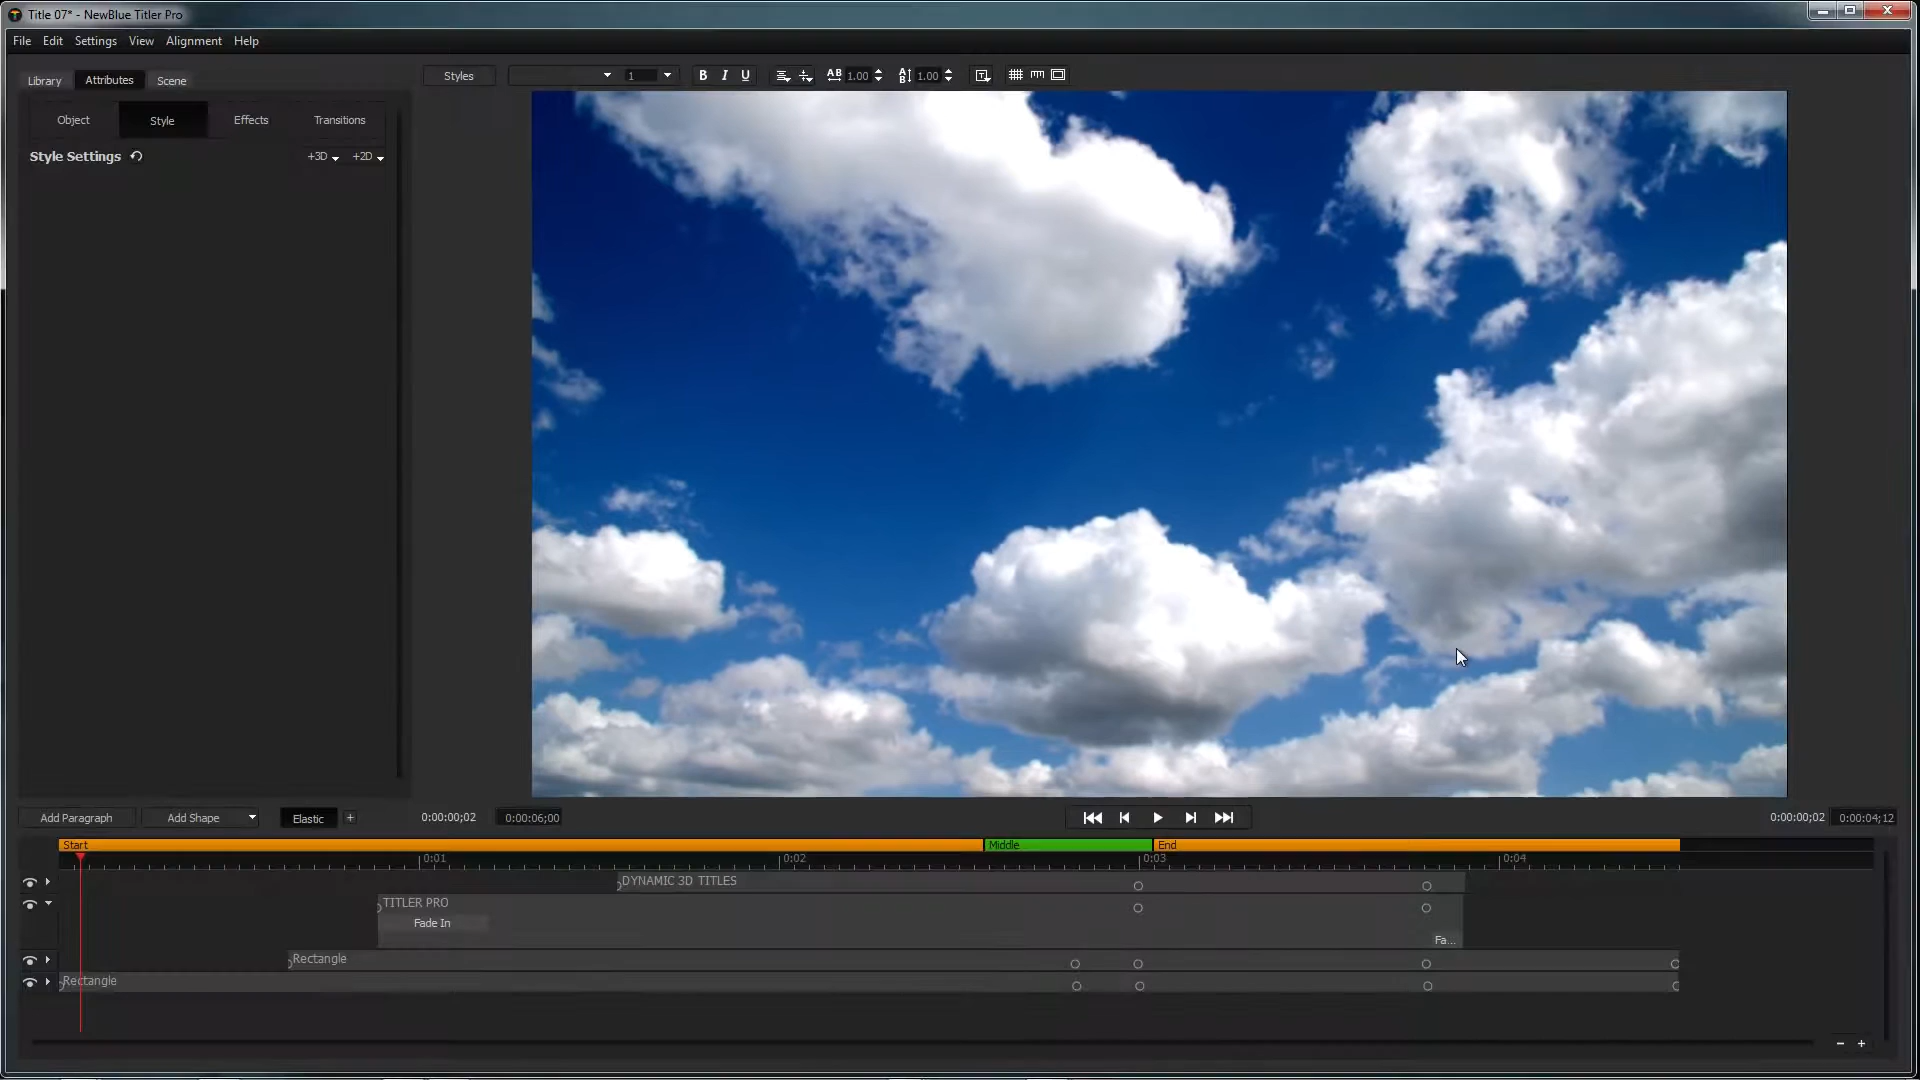 Title 07* - NewBlue Titler Pro
File Edit Settings View Alignment Help
Library Attributes Scene
Styles 1 B I U AB 1.00 1.00
Object Style Effects Transitions
Style Settings +3D +2D
Add Paragraph Add Shape Elastic + 0:00:00;02 0:00:06;00 0:00:00;02 0:00:04;12
Start Middle End
0:01 0:02 0:03 0:04
DYNAMIC 3D TITLES
TITLER PRO
Fade In
Fa...
Rectangle
Rectangle